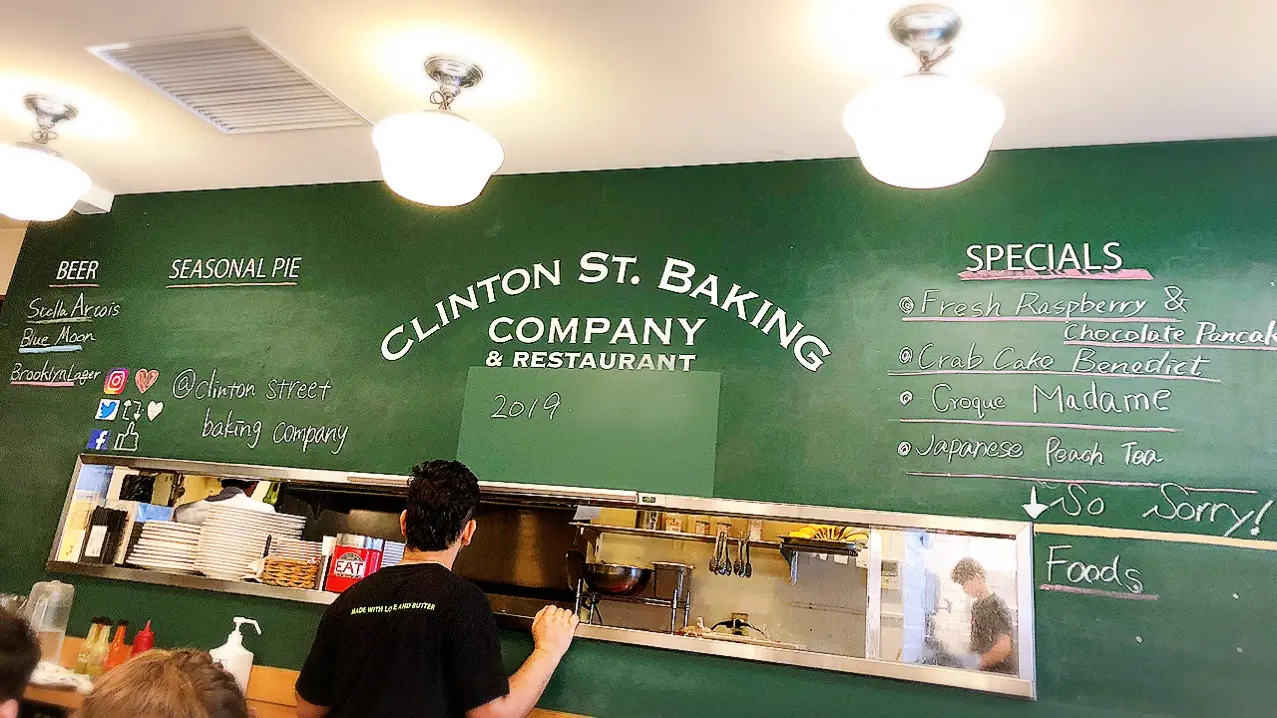 BEER
Stella Arcois
Blue Moon
Brooklyn Lager
SEASONAL PIE
@clinton street
baking company
CLINTON ST. BAKING
COMPANY
& RESTAURANT
2019
SPECIALS
Fresh Raspberry &
Chocolate Pancak
Crab Cake Benedict
Croque Madame
Japanese Peach Tea
So Sorry!
Foods
EAT
MADE WITH LOVE AND BUTTER